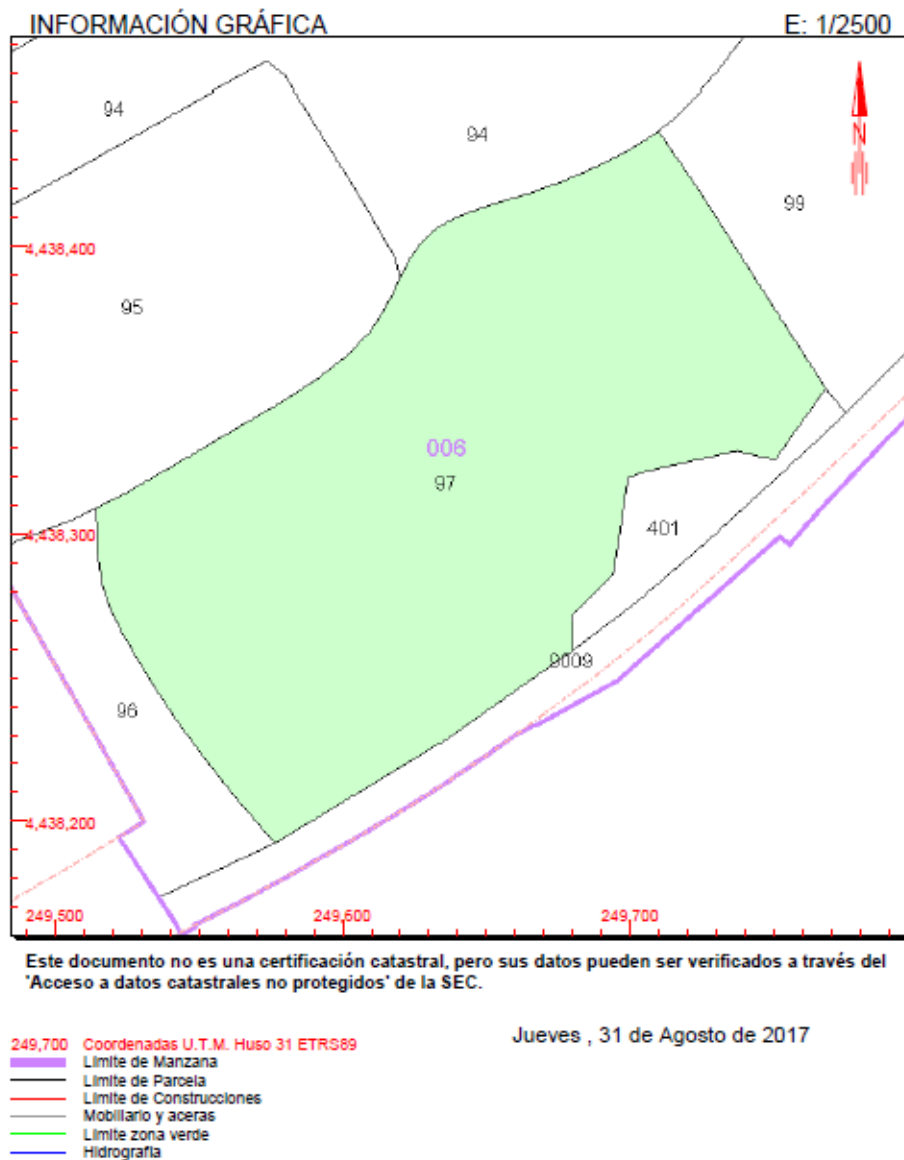 INFORMACIÓN GRÁFICA E: 1/2500
94
94
N
99
4,438,400
95
006
97
401
4,438,300
9009
96
4,438,200
249,500 249,600 249,700
Este documento no es una certificación catastral, pero sus datos pueden ser verificados a través del
'Acceso a datos catastrales no protegidos' de la SEC.
Jueves , 31 de Agosto de 2017
249,700 Coordenadas U.T.M. Huso 31 ETRS89
Límite de Manzana
Límite de Parcela
Límite de Construcciones
Mobiliario y aceras
Límite zona verde
Hidrografía